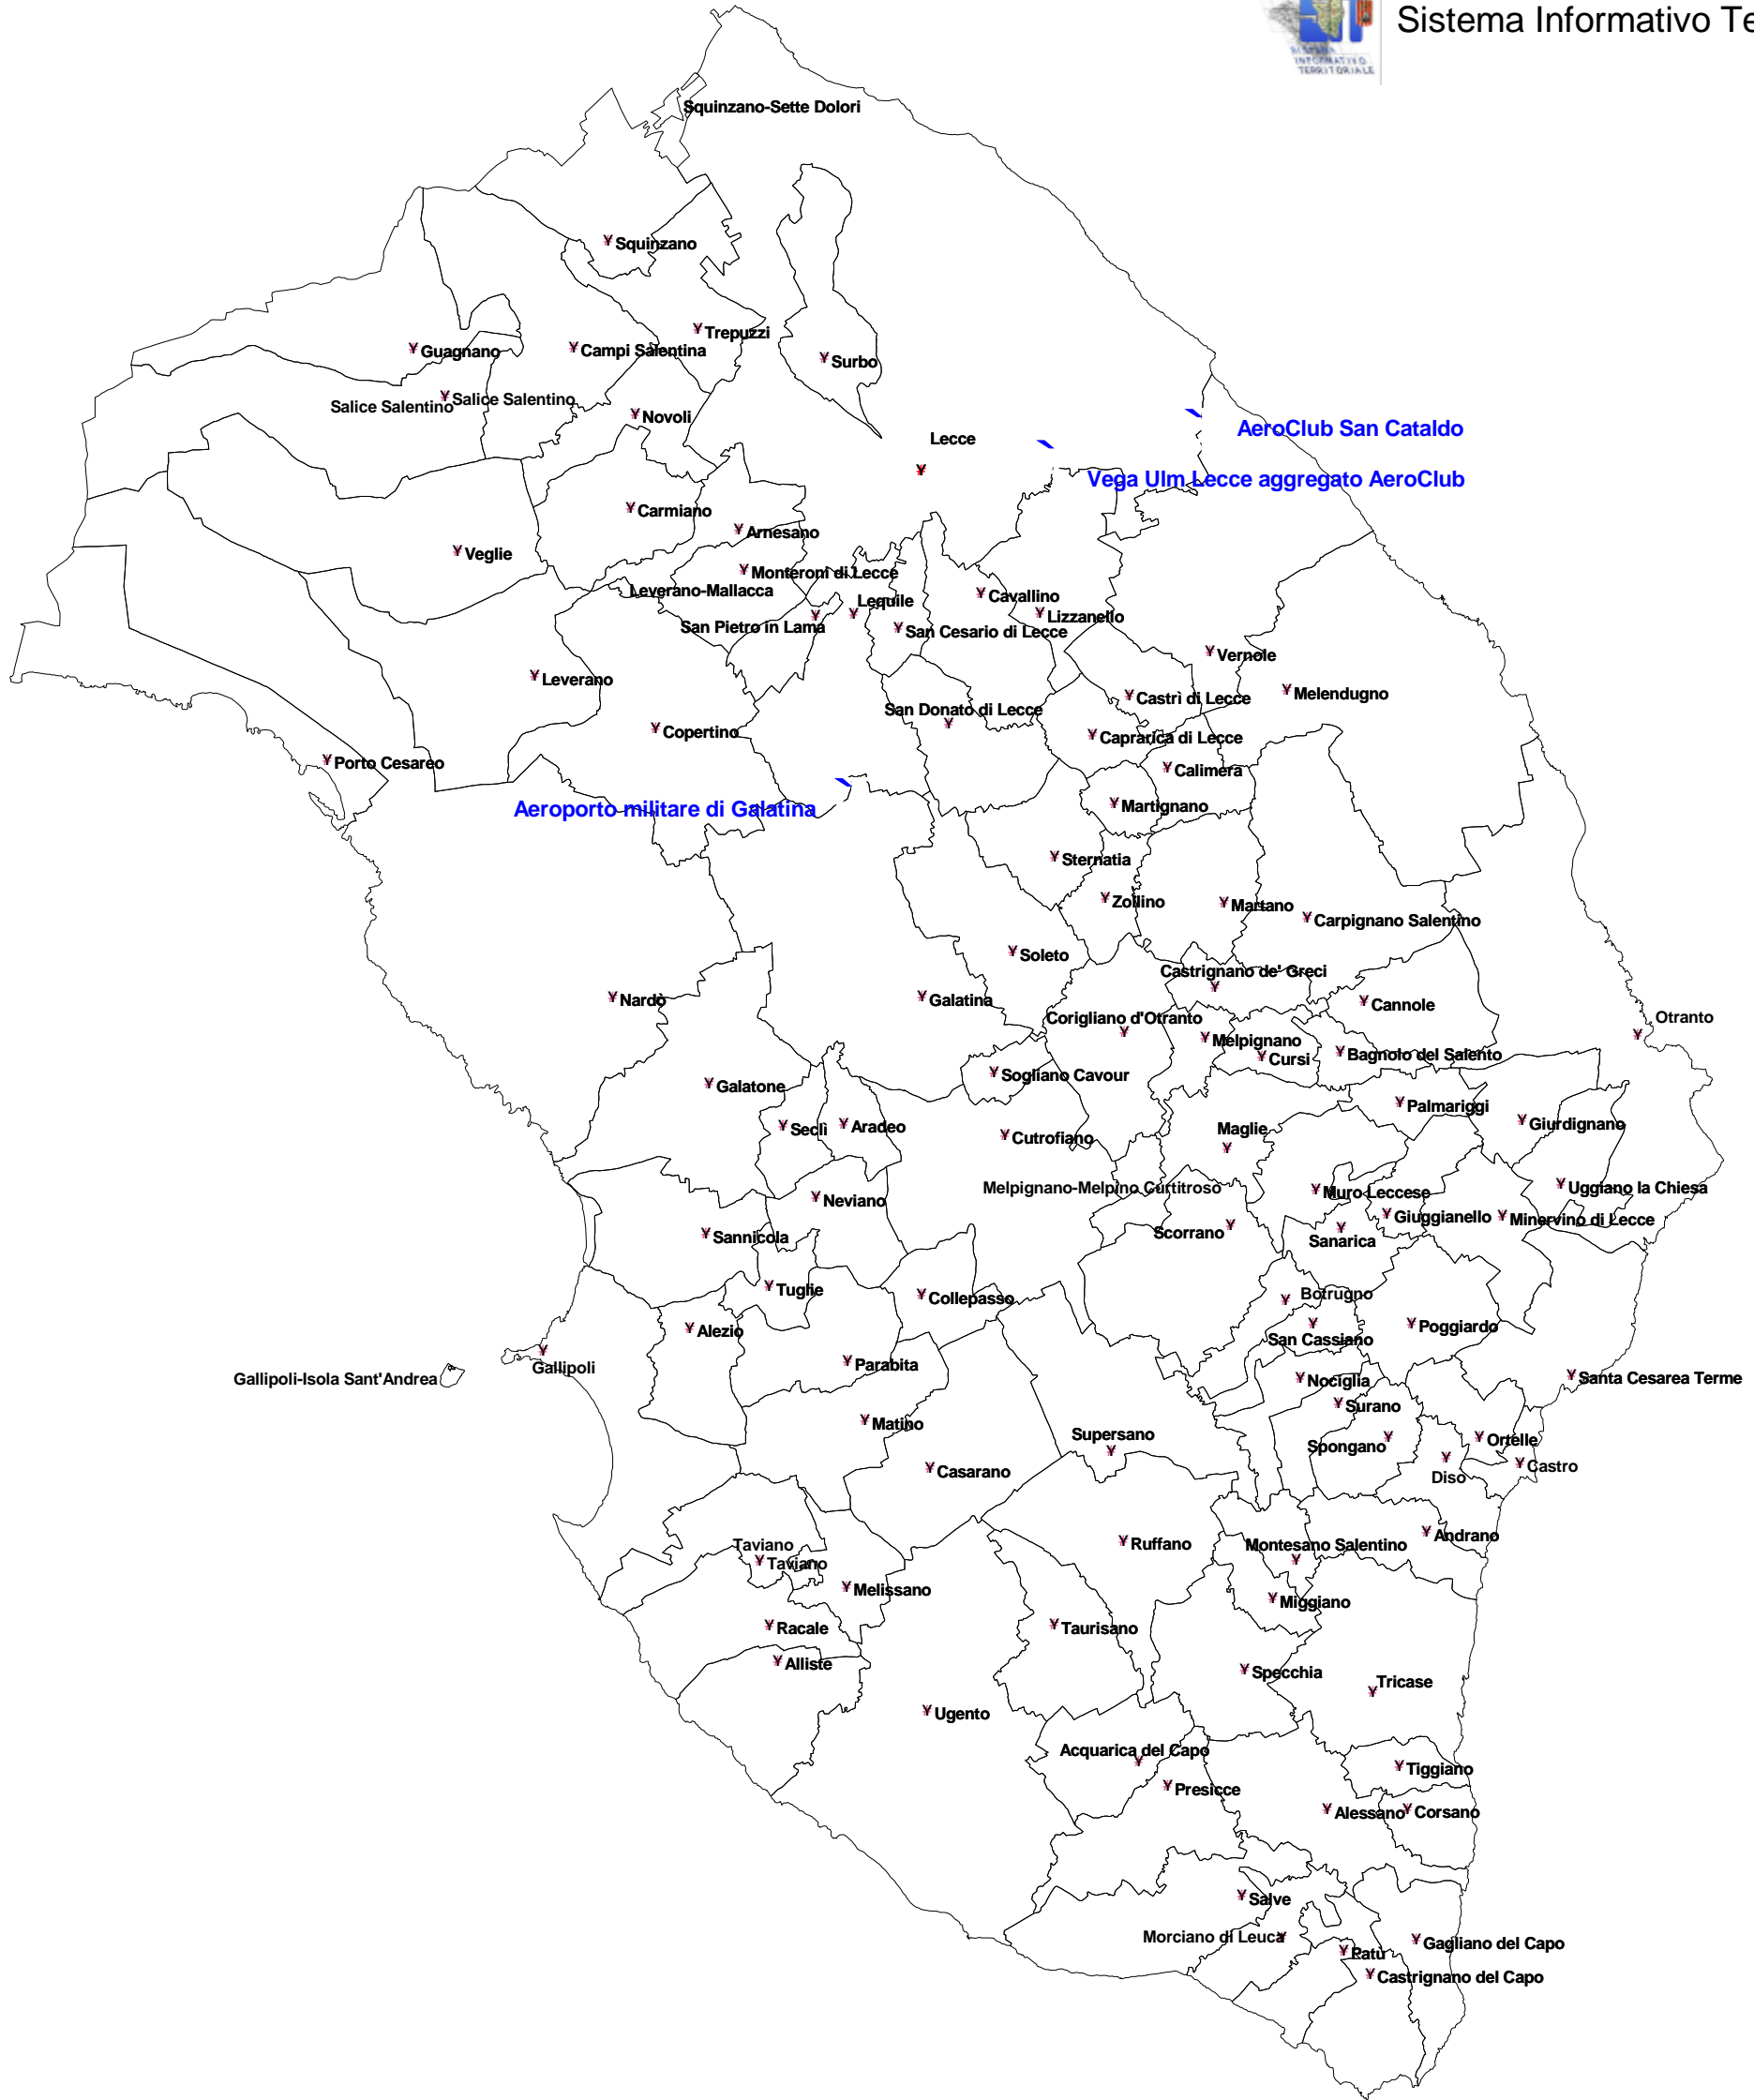 Sistema Informativo Te
SISTEMA
INFORMATIVO
TERRITORIALE
Squinzano-Sette Dolori
Squinzano
Trepuzzi
Guagnano
Campi Salentina
Surbo
Salice Salentino
Salice Salentino
Novoli
AeroClub San Cataldo
Lecce
Vega Ulm Lecce aggregato AeroClub
Carmiano
Arnesano
Veglie
Monteroni di Lecce
Leverano-Mallacca
Cavallino
Lequile
Lizzanello
San Pietro in Lama
San Cesario di Lecce
Vernole
Leverano
Melendugno
Castrì di Lecce
San Donato di Lecce
Copertino
Caprarica di Lecce
Porto Cesareo
Calimera
Martignano
Aeroporto militare di Galatina
Sternatia
Zollino
Martano
Carpignano Salentino
Soleto
Castrignano de' Greci
Nardò
Galatina
Cannole
Corigliano d'Otranto
Otranto
Melpignano
Cursi
Bagnolo del Salento
Sogliano Cavour
Galatone
Palmariggi
Seclì
Aradeo
Giurdignano
Cutrofiano
Maglie
Melpignano-Melpino Curtitroso
Uggiano la Chiesa
Muro Leccese
Neviano
Giuggianello
Minervino di Lecce
Scorrano
Sanarica
Sannicola
Tuglie
Collepasso
Botrugno
Alezio
San Cassiano
Poggiardo
Gallipoli
Parabita
Gallipoli-Isola Sant'Andrea
Santa Cesarea Terme
Nociglia
Surano
Matino
Supersano
Spongano
Ortelle
Casarano
Diso
Castro
Andrano
Ruffano
Montesano Salentino
Taviano
Taviano
Melissano
Miggiano
Racale
Taurisano
Alliste
Specchia
Tricase
Ugento
Acquarica del Capo
Tiggiano
Presicce
Alessano
Corsano
Salve
Morciano di Leuca
Gagliano del Capo
Patù
Castrignano del Capo